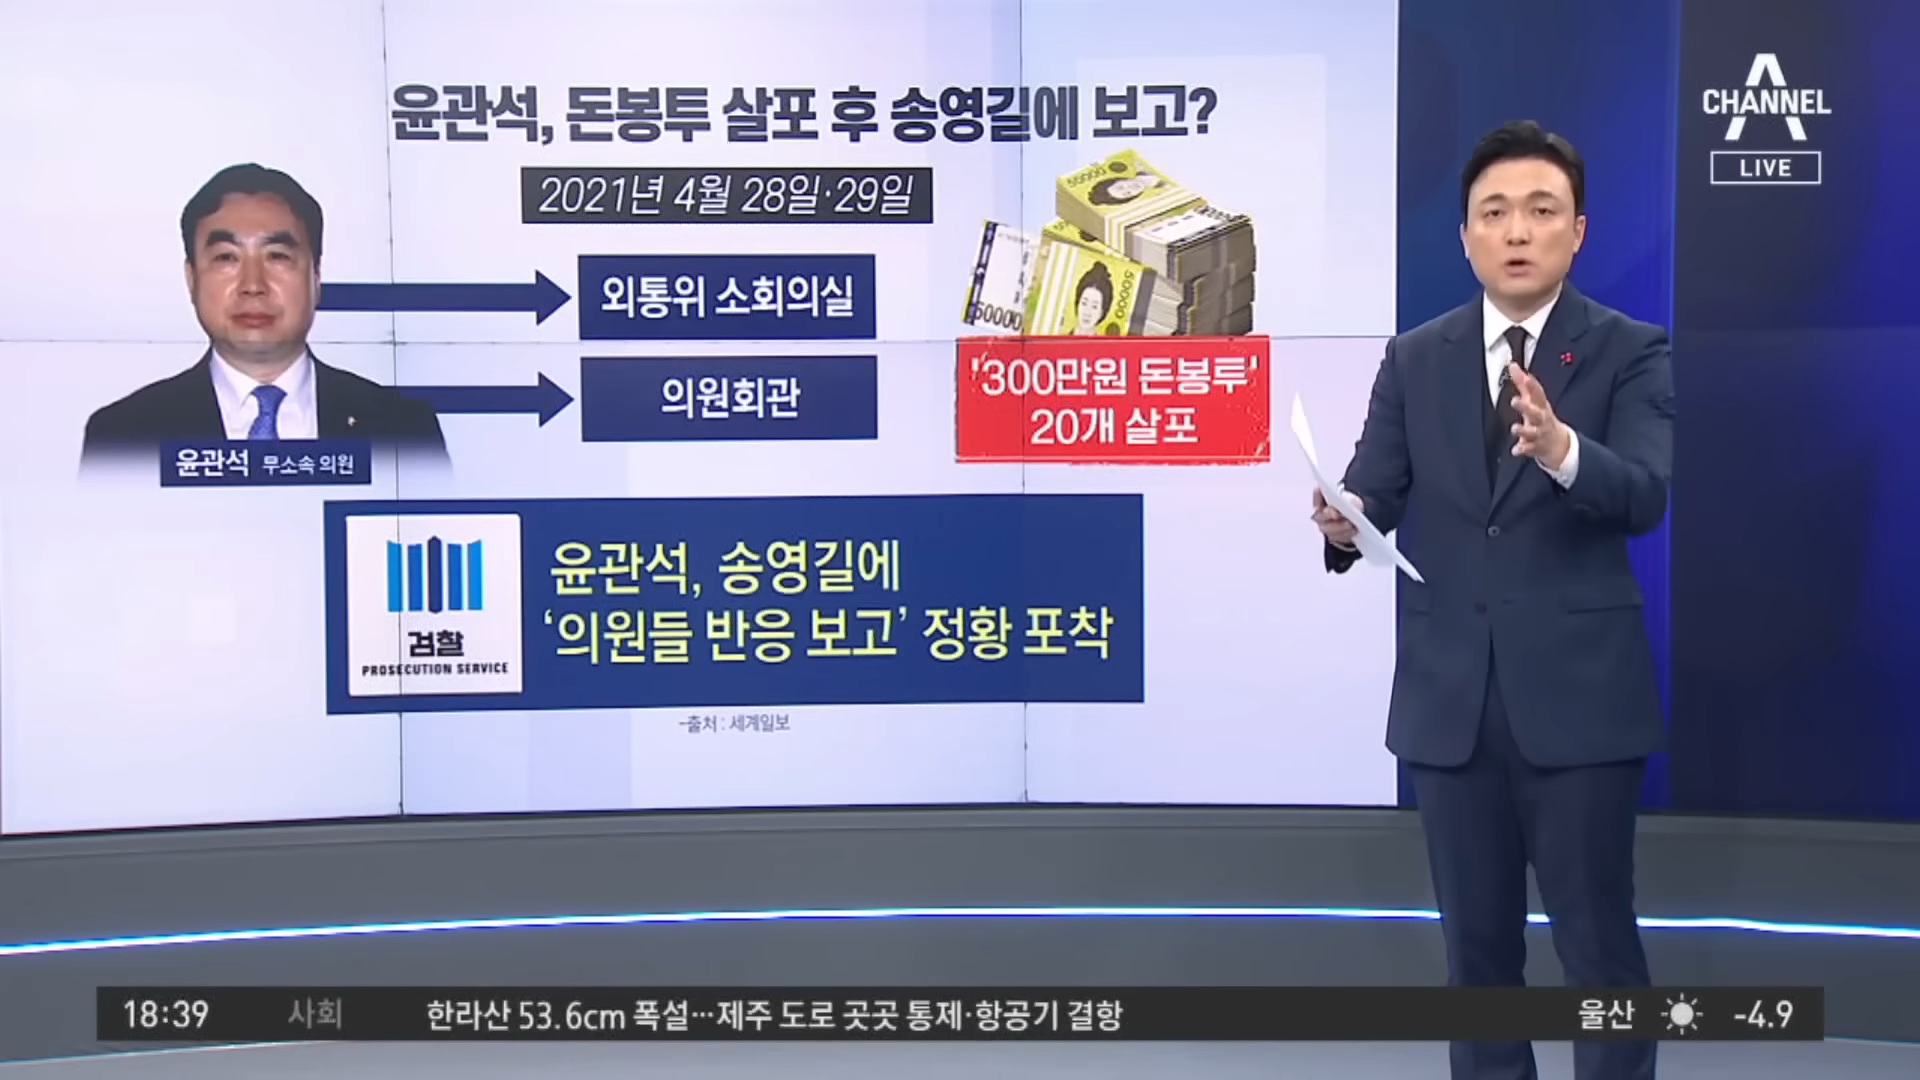 윤관석, 돈봉투 살포 후 송영길에 보고?
2021년 4월 28일·29일
외통위 소회의실
의원회관
50000
50000
50000
'300만원 돈봉투'
20개 살포
윤관석 무소속 의원
검찰
PROSECUTION SERVICE
윤관석, 송영길에
‘의원들 반응 보고’ 정황 포착
-출처 : 세계일보
CHANNEL A
LIVE
18:39 사회 한라산 53.6cm 폭설…제주 도로 곳곳 통제·항공기 결항 울산 -4.9